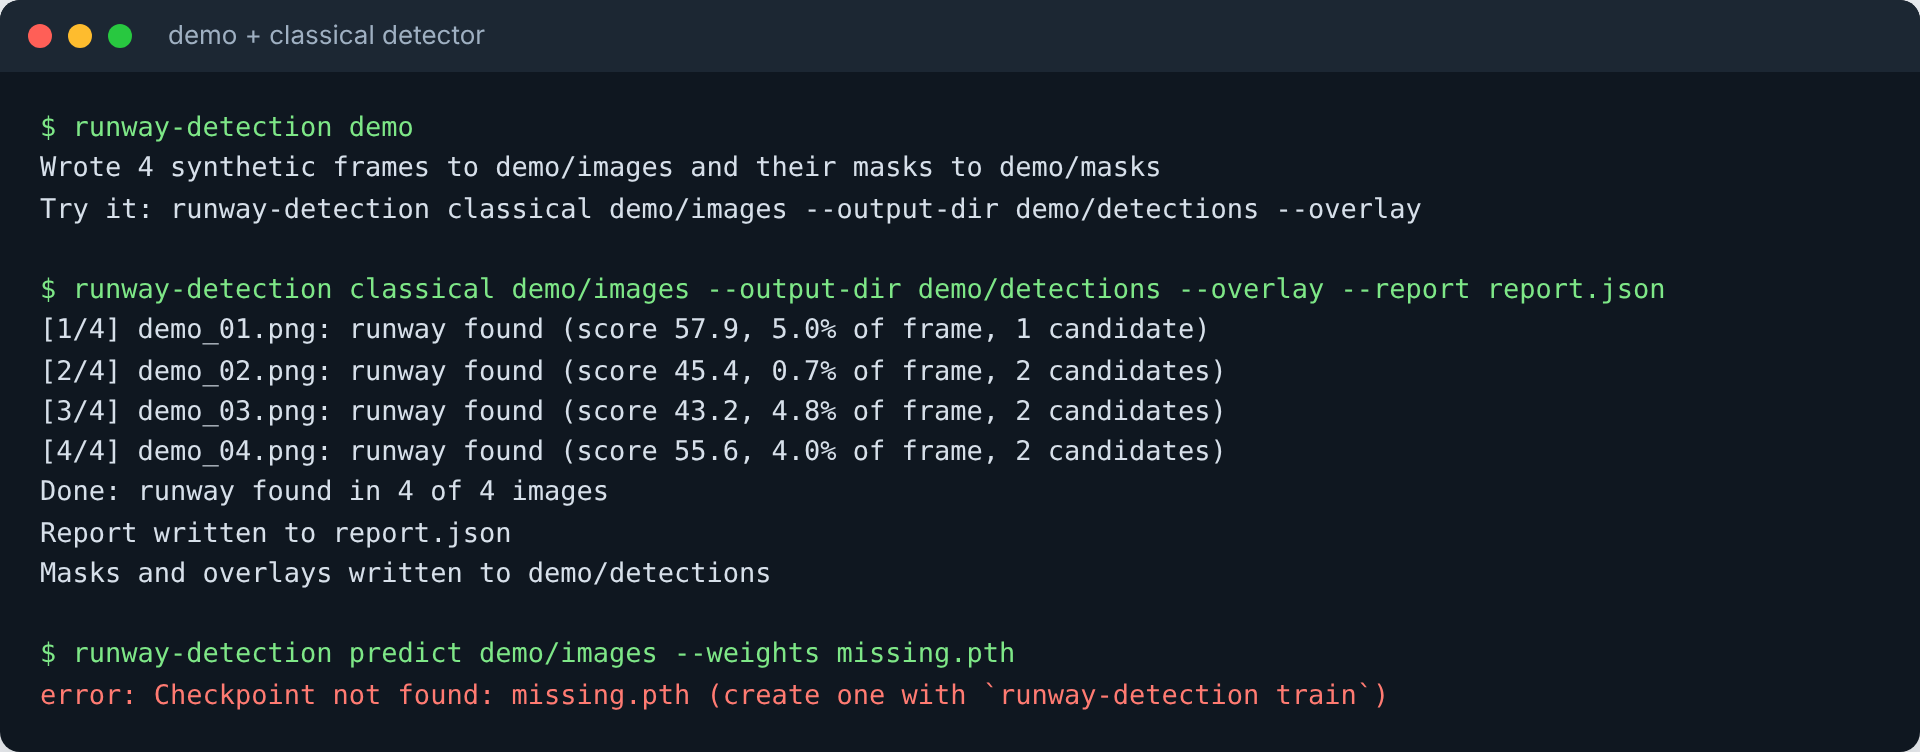 demo + classical detector
$ runway-detection demo
Wrote 4 synthetic frames to demo/images and their masks to demo/masks
Try it: runway-detection classical demo/images --output-dir demo/detections --overlay
$ runway-detection classical demo/images --output-dir demo/detections --overlay --report report.json
[1/4] demo_01.png: runway found (score 57.9, 5.0% of frame, 1 candidate)
[2/4] demo_02.png: runway found (score 45.4, 0.7% of frame, 2 candidates)
[3/4] demo_03.png: runway found (score 43.2, 4.8% of frame, 2 candidates)
[4/4] demo_04.png: runway found (score 55.6, 4.0% of frame, 2 candidates)
Done: runway found in 4 of 4 images
Report written to report.json
Masks and overlays written to demo/detections
$ runway-detection predict demo/images --weights missing.pth
error: Checkpoint not found: missing.pth (create one with `runway-detection train`)